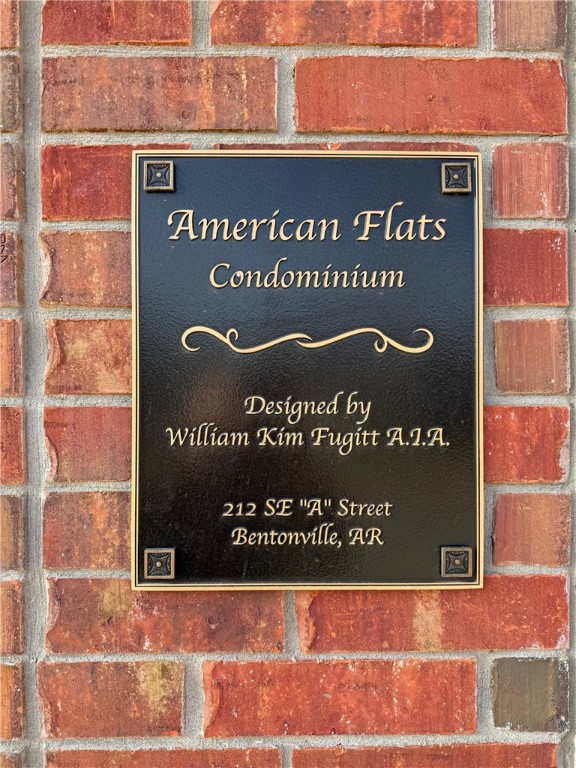 American Flats
Condominium
Designed by
William Kim Fugitt A.I.A.
212 SE "A" Street
Bentonville, AR